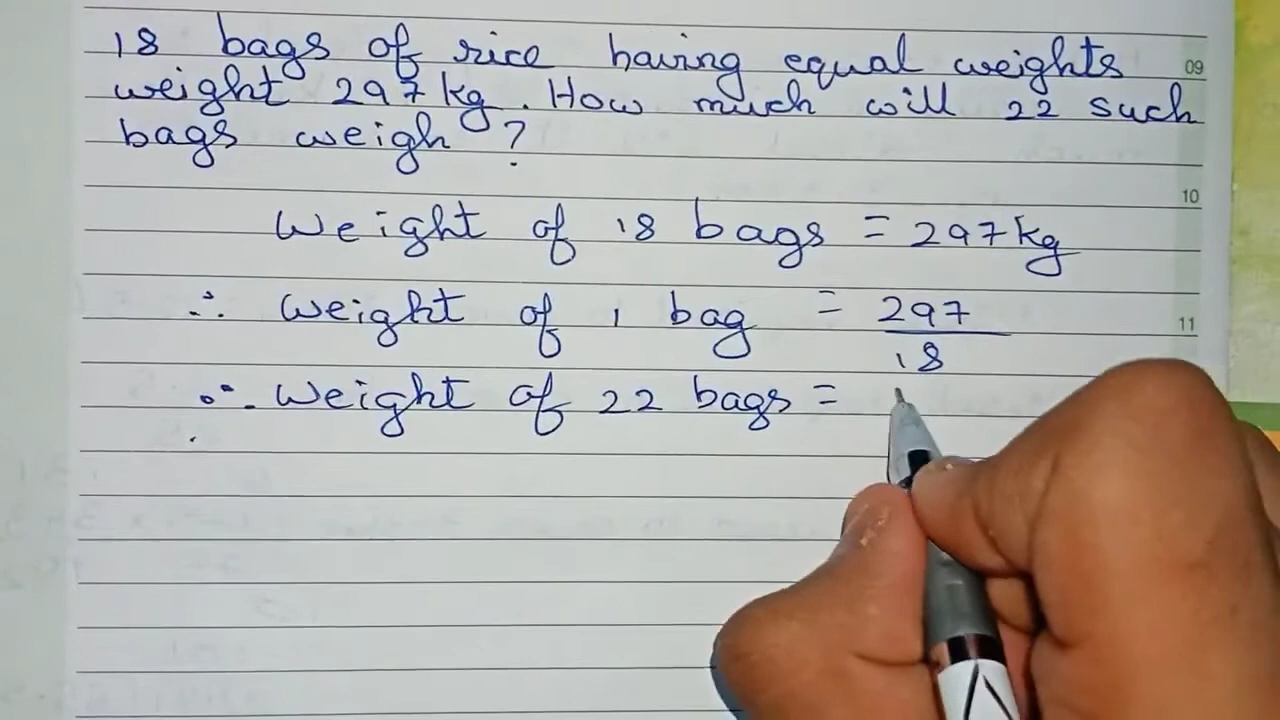 18 bags of rice having equal weights
weight 297 kg. How much will 22 such
bags weigh ?
Weight of 18 bags = 297 kg
∴ Weight of 1 bag = 297
18
∴ Weight of 22 bags =
09
10
11